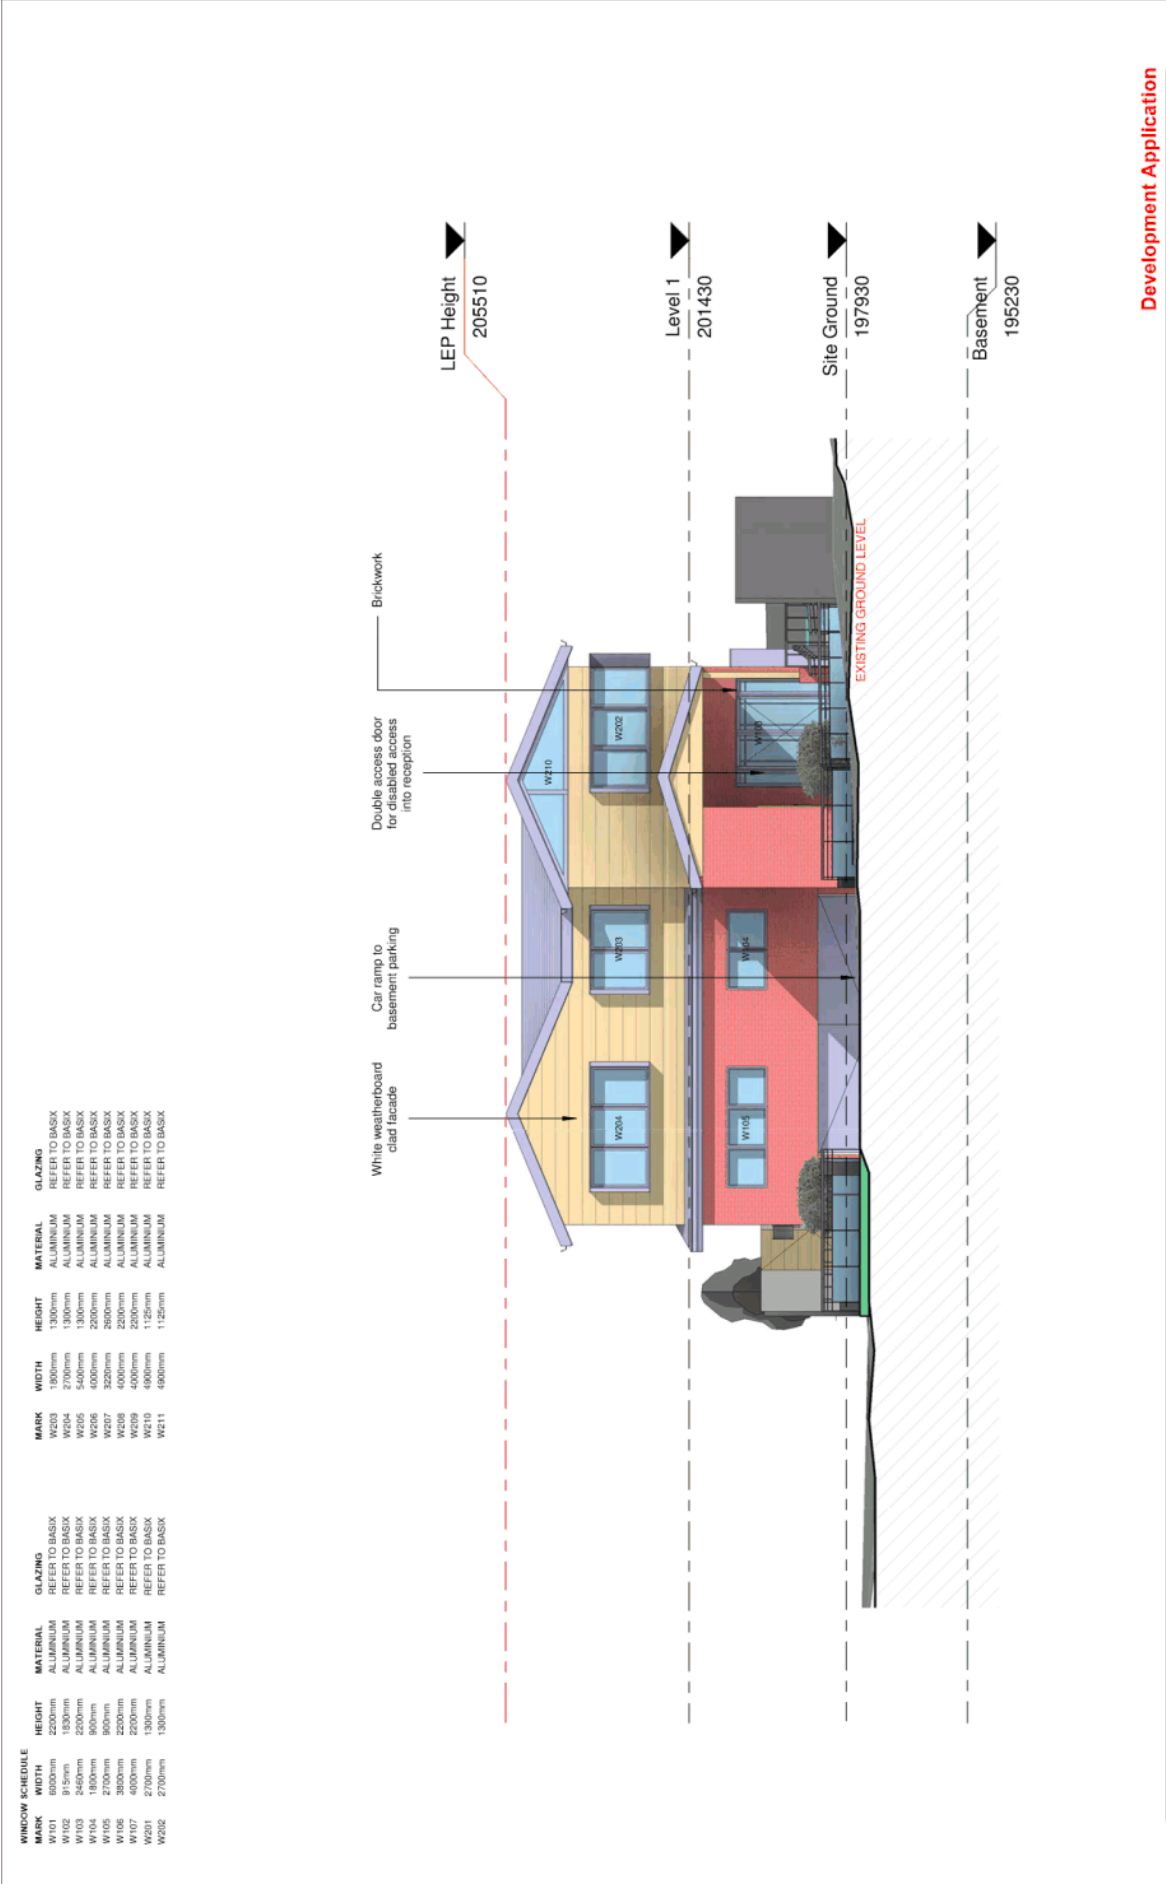 WINDOW SCHEDULE
MARK WIDTH HEIGHT MATERIAL GLAZING
W101 6000mm 2200mm ALUMINIUM REFER TO BASIX
W102 915mm 1830mm ALUMINIUM REFER TO BASIX
W103 2460mm 2200mm ALUMINIUM REFER TO BASIX
W104 1800mm 900mm ALUMINIUM REFER TO BASIX
W105 2700mm 900mm ALUMINIUM REFER TO BASIX
W106 3800mm 2200mm ALUMINIUM REFER TO BASIX
W107 4000mm 2200mm ALUMINIUM REFER TO BASIX
W201 2700mm 1300mm ALUMINIUM REFER TO BASIX
W202 2700mm 1300mm ALUMINIUM REFER TO BASIX
MARK WIDTH HEIGHT MATERIAL GLAZING
W203 1800mm 1300mm ALUMINIUM REFER TO BASIX
W204 2700mm 1300mm ALUMINIUM REFER TO BASIX
W205 5400mm 1300mm ALUMINIUM REFER TO BASIX
W206 4000mm 2200mm ALUMINIUM REFER TO BASIX
W207 3220mm 2600mm ALUMINIUM REFER TO BASIX
W208 4000mm 2200mm ALUMINIUM REFER TO BASIX
W209 4000mm 2200mm ALUMINIUM REFER TO BASIX
W210 4900mm 1125mm ALUMINIUM REFER TO BASIX
W211 4900mm 1125mm ALUMINIUM REFER TO BASIX
White weatherboard
clad facade
Car ramp to
basement parking
Double access door
for disabled access
into reception
Brickwork
LEP Height
205510
W210
W204
W203
W202
Level 1
201430
W105
W104
Site Ground
197930
EXISTING GROUND LEVEL
Basement
195230
Development Application